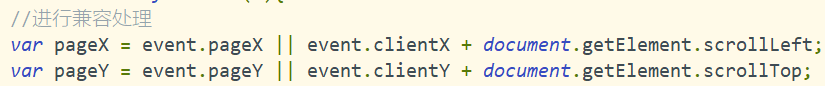 //进行兼容处理
var pageX = event.pageX || event.clientX + document.getElement.scrollLeft;
var pageY = event.pageY || event.clientY + document.getElement.scrollTop;